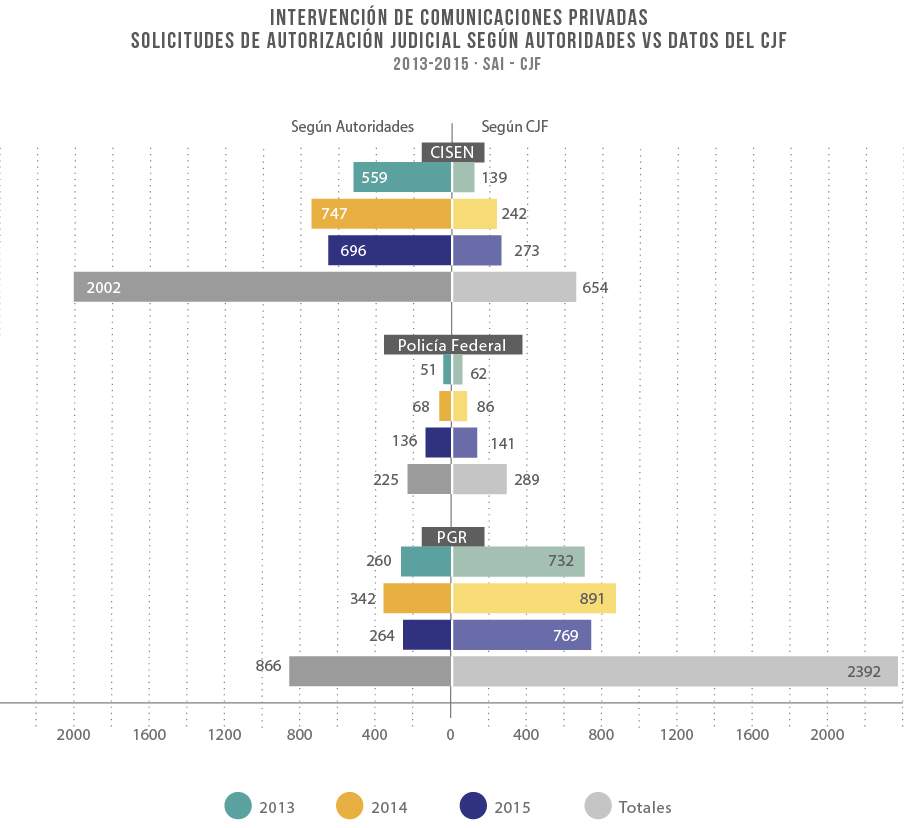 INTERVENCIÓN DE COMUNICACIONES PRIVADAS
SOLICITUDES DE AUTORIZACIÓN JUDICIAL SEGÚN AUTORIDADES VS DATOS DEL CJF
2013-2015 · SAI - CJF
Según Autoridades Según CJF
CISEN
559 139
747 242
696 273
2002 654
Policía Federal
51 62
68 86
136 141
225 289
PGR
260 732
342 891
264 769
866 2392
2000 1600 1200 800 400 0 400 800 1200 1600 2000
2013 2014 2015 Totales